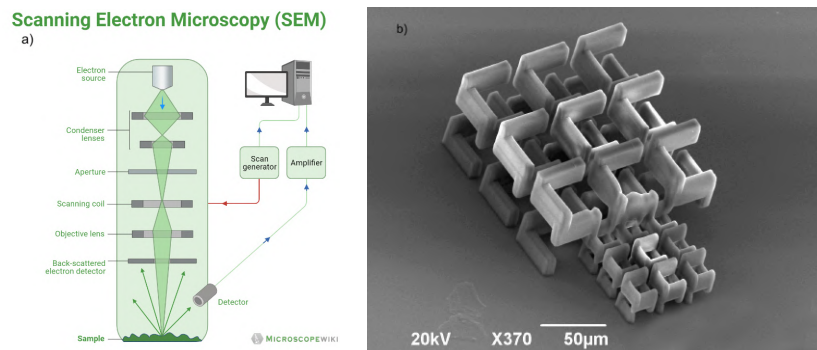 Scanning Electron Microscopy (SEM)
a)
Electron
source
Condenser
lenses
Aperture
Scanning coil
Objective lens
Back-scattered
electron detector
Sample
Scan
generator
Amplifier
Detector
MICROSCOPEWIKI
b)
20kV X370 50µm